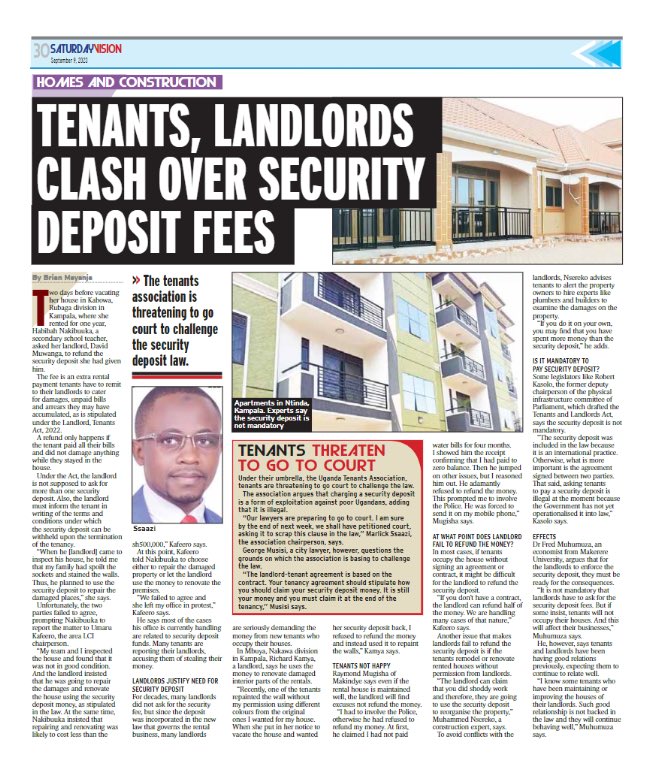 30 SATURDAYVISION
September 9, 2023
HOMES AND CONSTRUCTION
TENANTS, LANDLORDS
CLASH OVER SECURITY
DEPOSIT FEES
By Brian Mayanja
Two days before vacating
her house in Kabowa,
Rubaga division in
Kampala, where she
rented for one year,
Habibah Nakibuuka, a
secondary school teacher,
asked her landlord, David
Muwanga, to refund the
security deposit she had given
him.
The fee is an extra rental
payment tenants have to remit
to their landlords to cater
for damages, unpaid bills
and arrears they may have
accumulated, as is stipulated
under the Landlord, Tenants
Act, 2022.
A refund only happens if
the tenant paid all their bills
and did not damage anything
while they stayed in the
house.
Under the Act, the landlord
is not supposed to ask for
more than one security
deposit. Also, the landlord
must inform the tenant in
writing of the terms and
conditions under which
the security deposit can be
withheld upon the termination
of the tenancy.
"When he [landlord] came to
inspect his house, he told me
that my family had spoilt the
sockets and stained the walls.
Thus, he planned to use the
security deposit to repair the
damaged places," she says.
Unfortunately, the two
parties failed to agree,
prompting Nakibuuka to
report the matter to Umaru
Kafeero, the area LC1
chairperson.
"My team and I inspected
the house and found that it
was not in good condition.
And the landlord insisted
that he was going to repair
the damages and renovate
the house using the security
deposit money, as stipulated
in the law. At the same time,
Nakibuuka insisted that
repairing and renovating was
likely to cost less than the
» The tenants
association is
threatening to go
court to challenge
the security
deposit law.
Ssaazi
sh500,000," Kafeero says.
At this point, Kafeero
told Nakibuuka to choose
either to repair the damaged
property or let the landlord
use the money to renovate the
premises.
"We failed to agree and
she left my office in protest,"
Kafeero says.
He says most of the cases
his office is currently handling
are related to security deposit
funds. Many tenants are
reporting their landlords,
accusing them of stealing their
money.
LANDLORDS JUSTIFY NEED FOR
SECURITY DEPOSIT
For decades, many landlords
did not ask for the security
fee, but since the deposit
was incorporated in the new
law that governs the rental
business, many landlords
Apartments in Ntinda,
Kampala. Experts say
the security deposit is
not mandatory
TENANTS THREATEN
TO GO TO COURT
Under their umbrella, the Uganda Tenants Association,
tenants are threatening to go court to challenge the law.
The association argues that charging a security deposit
is a form of exploitation against poor Ugandans, adding
that it is illegal.
"Our lawyers are preparing to go to court. I am sure
by the end of next week, we shall have petitioned court,
asking it to scrap this clause in the law," Marlick Ssaazi,
the association chairperson, says.
George Musisi, a city lawyer, however, questions the
grounds on which the association is basing to challenge
the law.
"The landlord-tenant agreement is based on the
contract. Your tenancy agreement should stipulate how
you should claim your security deposit money. It is still
your money and you must claim it at the end of the
tenancy," Musisi says.
are seriously demanding the
money from new tenants who
occupy their houses.
In Mbuya, Nakawa division
in Kampala, Richard Kamya,
a landlord, says he uses the
money to renovate damaged
interior parts of the rentals.
"Recently, one of the tenants
repainted the wall without
my permission using different
colours from the original
ones I wanted for my house.
When she put in her notice to
vacate the house and wanted
her security deposit back, I
refused to refund the money
and instead used it to repaint
the walls," Kamya says.
TENANTS NOT HAPPY
Raymond Mugisha of
Makindye says even if the
rental house is maintained
well, the landlord will find
excuses not refund the money.
"I had to involve the Police,
otherwise he had refused to
refund my money. At first,
he claimed I had not paid
water bills for four months.
I showed him the receipt
confirming that I had paid to
zero balance. Then he jumped
on other issues, but I reasoned
him out. He adamantly
refused to refund the money.
This prompted me to involve
the Police. He was forced to
send it on my mobile phone,"
Mugisha says.
AT WHAT POINT DOES LANDLORD
FAIL TO REFUND THE MONEY?
In most cases, if tenants
occupy the house without
signing an agreement or
contract, it might be difficult
for the landlord to refund the
security deposit.
"If you don't have a contract,
the landlord can refund half
of the money. We are handling
many cases of that nature,"
Kafeero says.
Another issue that makes
landlords fail to refund the
security deposit is if the
tenants remodel or renovate
rented houses without
permission from landlords.
"The landlord can claim
that you did shoddy work
and therefore, they are going
to use the security deposit
to reorganise the property,"
Muhammed Nsereko, a
construction expert, says.
To avoid conflicts with the
landlords, Nsereko advises
tenants to alert the property
owners to hire experts like
plumbers and builders to
examine the damages on the
property.
"If you do it on your own,
you may find that you have
spent more money than the
security deposit," he adds.
IS IT MANDATORY TO
PAY SECURITY DEPOSIT?
Some legislators like Robert
Kasolo, the former deputy
chairperson of the physical
infrastructure committee of
Parliament, which drafted the
Tenants and Landlords Act,
says the security deposit is not
mandatory.
"The security deposit was
included in the law because
it is an international practice.
Otherwise, what is more
important is the agreement
signed between two parties.
That said, asking tenants
to pay a security deposit is
illegal at the moment because
the Government has not yet
operationalised it into law,"
Kasolo says.
EFFECTS
Dr Fred Muhumuza, an
economist from Makerere
University, argues that for
the landlords to enforce the
security deposit, they must be
ready for the consequences.
"It is not mandatory that
landlords have to ask for the
security deposit fees. But if
some insist, tenants will not
occupy their houses. And this
will affect their businesses,"
Muhumuza says.
He, however, says tenants
and landlords have been
having good relations
previously, expecting them to
continue to relate well.
"I know some tenants who
have been maintaining or
improving the houses of
their landlords. Such good
relationship is not backed in
the law and they will continue
behaving well," Muhumuza
says.